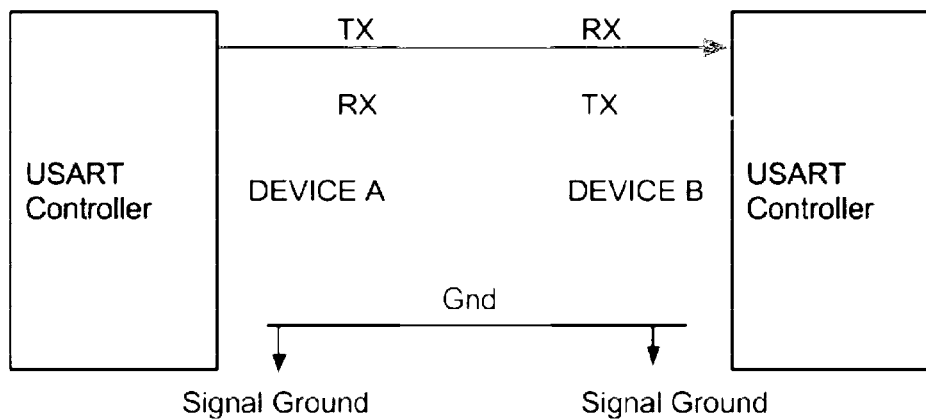 TX RX
RX TX
USART
Controller
DEVICE A
DEVICE B
USART
Controller
Gnd
Signal Ground
Signal Ground